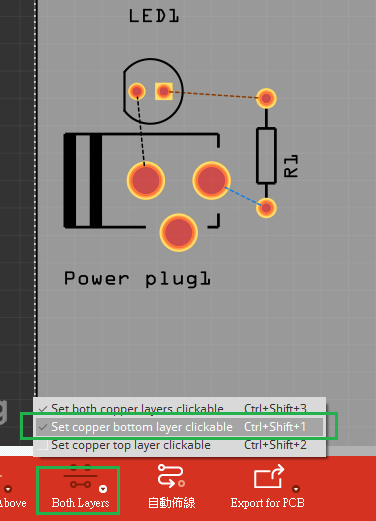 LED1
R1
Power plug1
g
Set both copper layers clickable Ctrl+Shift+3
Set copper bottom layer clickable Ctrl+Shift+1
Set copper top layer clickable Ctrl+Shift+2
Above Both Layers 自動佈線 Export for PCB